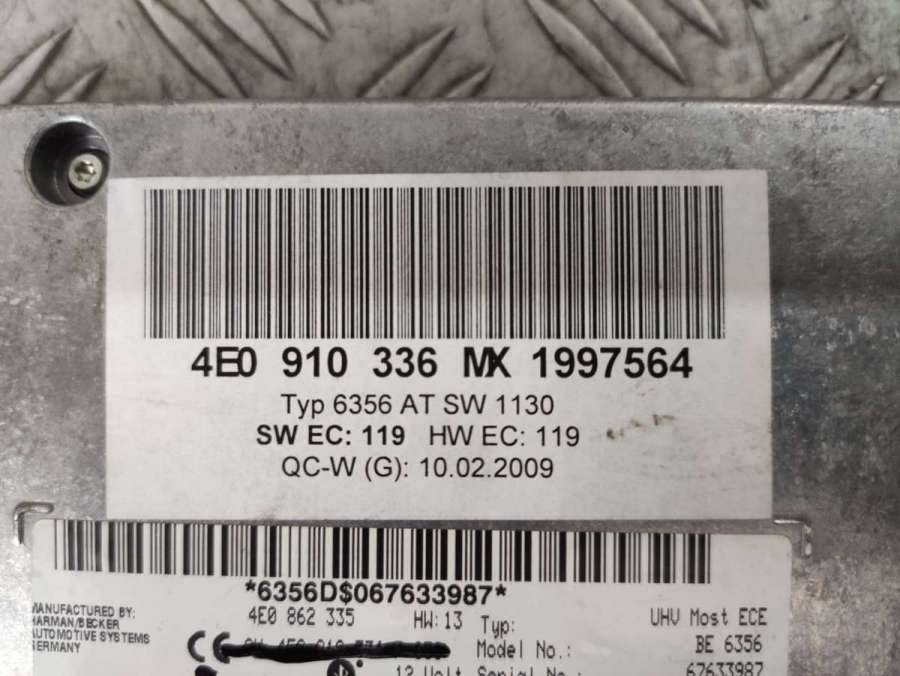 4E0 910 336 MX 1997564
Typ 6356 AT SW 1130
SW EC: 119 HW EC: 119
QC-W (G): 10.02.2009
*6356D$067633987*
MANUFACTURED BY:
HARMAN/BECKER
AUTOMOTIVE SYSTEMS
GERMANY
CE
4E0 862 335 HW: 13
Typ: UHV Most ECE
Model No.: BE 6356
12 Volt Serial No.: 67633987